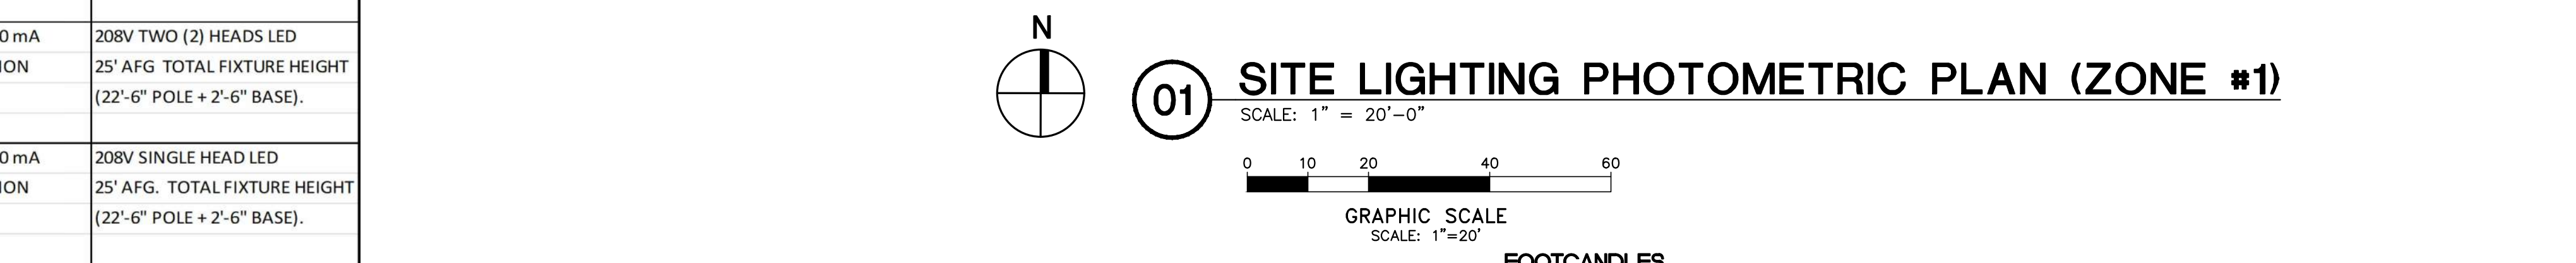 0 mA 208V TWO (2) HEADS LED
ION 25' AFG TOTAL FIXTURE HEIGHT
(22'-6" POLE + 2'-6" BASE).
0 mA 208V SINGLE HEAD LED
ION 25' AFG. TOTAL FIXTURE HEIGHT
(22'-6" POLE + 2'-6" BASE).
N
01 SITE LIGHTING PHOTOMETRIC PLAN (ZONE #1)
SCALE: 1" = 20'-0"
0 10 20 40 60
GRAPHIC SCALE
SCALE: 1"=20'
FOOTCANDLES